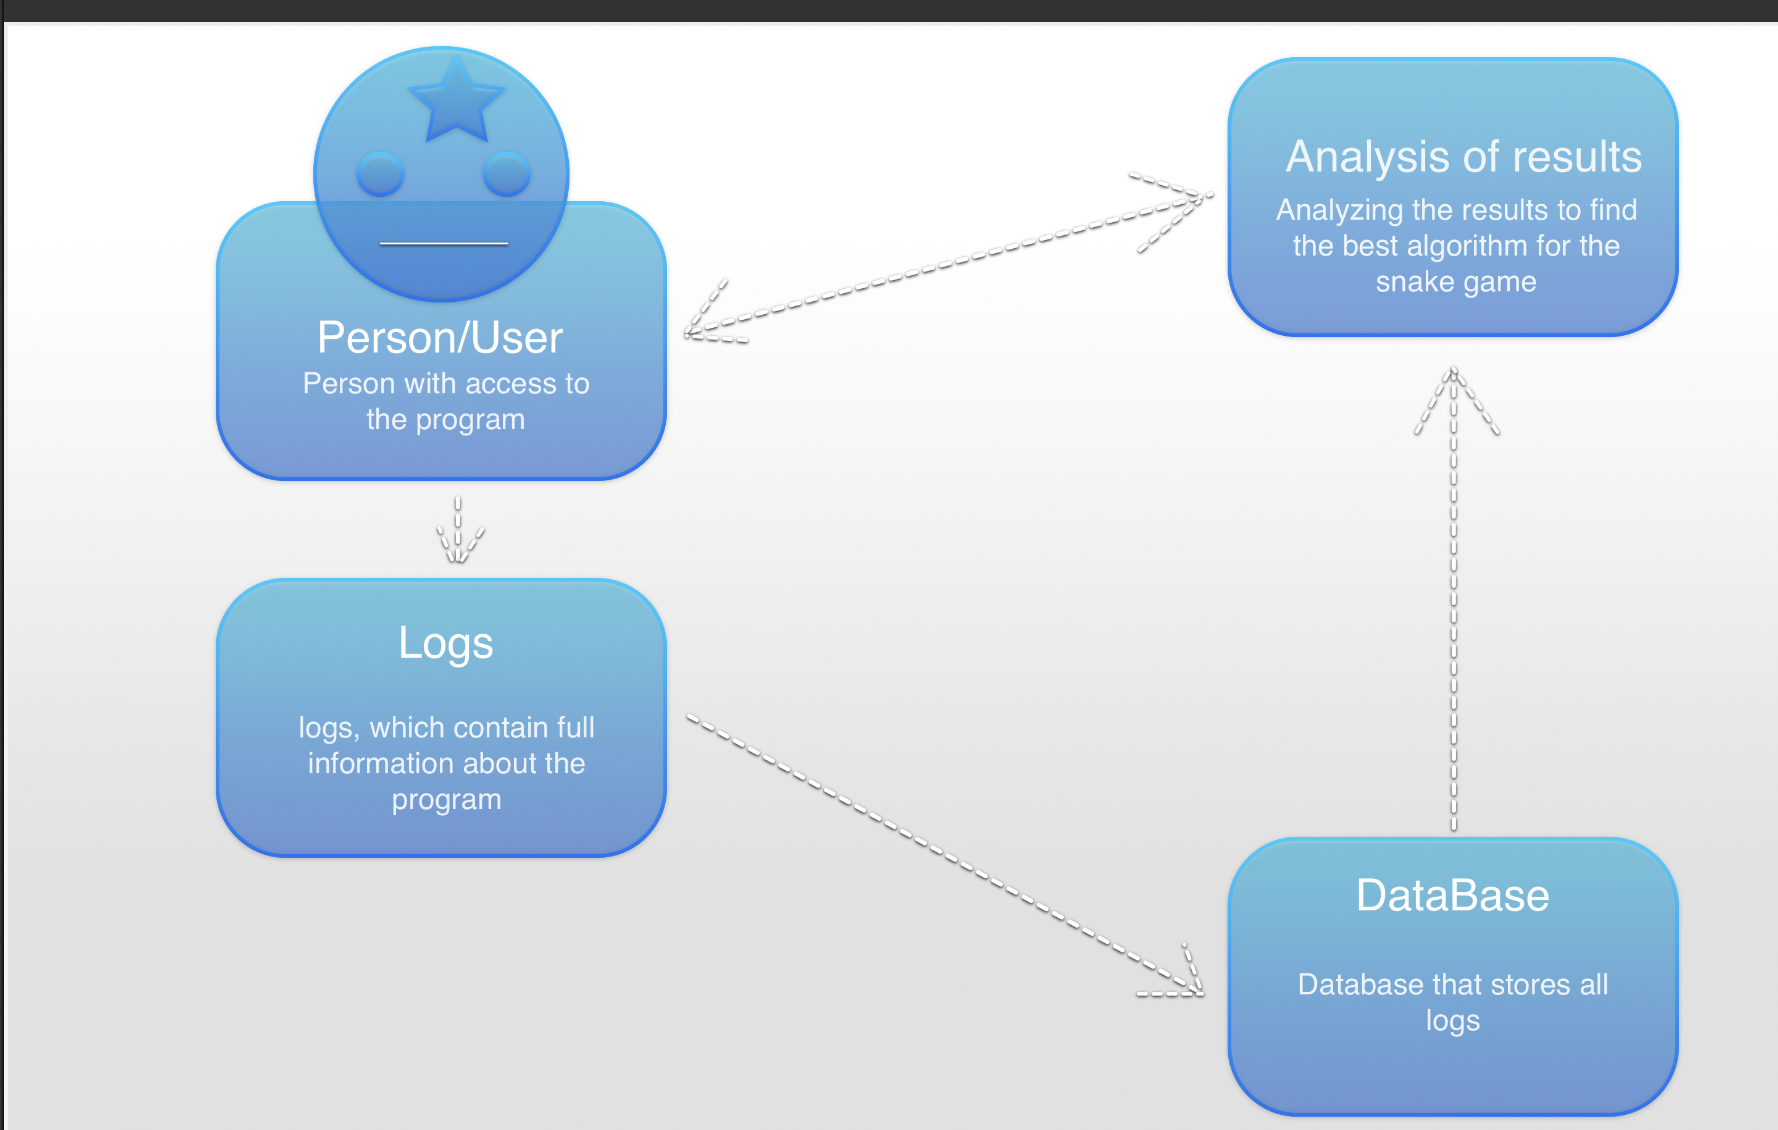 Person/User
Person with access to
the program
Analysis of results
Analyzing the results to find
the best algorithm for the
snake game
Logs
logs, which contain full
information about the
program
DataBase
Database that stores all
logs